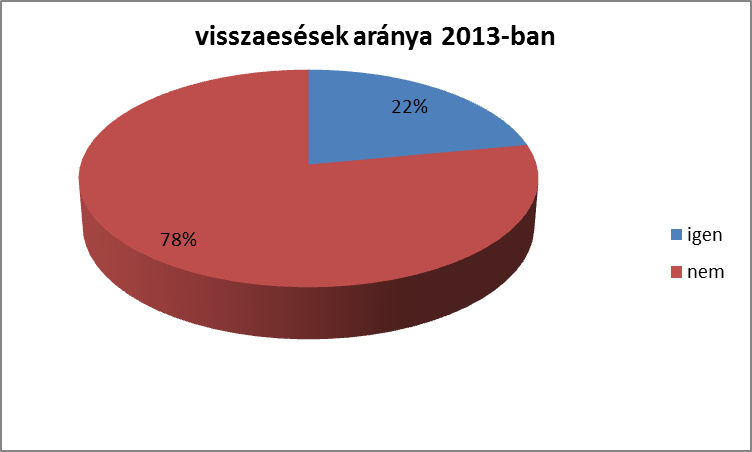 visszaesések aránya 2013-ban
22%
78%
igen
nem